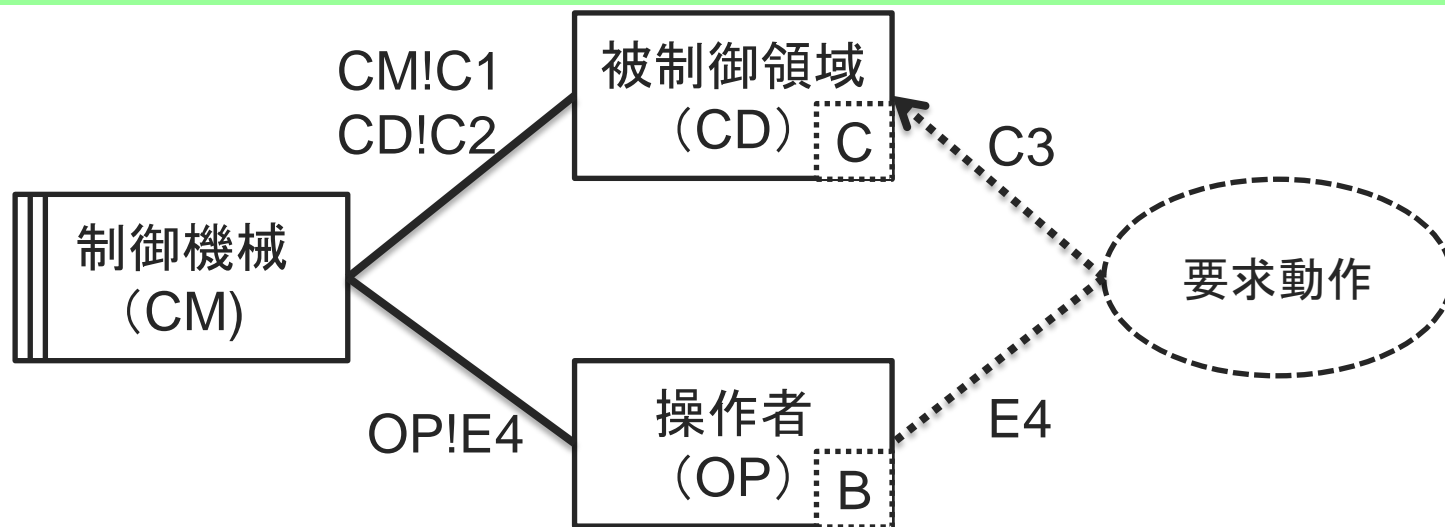 CM!C1
CD!C2
被制御領域
（CD）
C
C3
制御機械
（CM)
要求動作
OP!E4
操作者
（OP）
B
E4